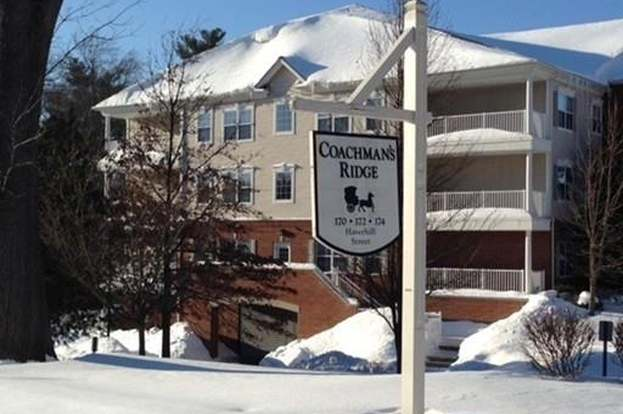 COACHMAN'S
RIDGE
170 • 172 • 174
Haverhill
Street